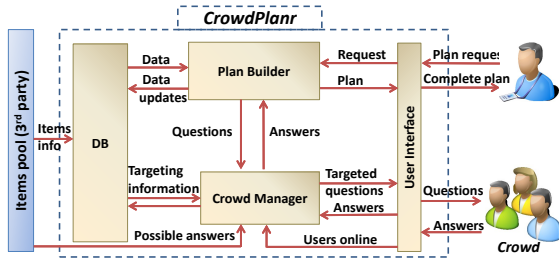 CrowdPlanr
Items pool (3rd party)
Items
info
DB
Data
Data
updates
Plan Builder
Request
Plan
User Interface
Plan reques
Complete plan
Questions
Answers
Targeting
information
Crowd Manager
Targeted
questions
Answers
Questions
Answers
Possible answers
Users online
Crowd